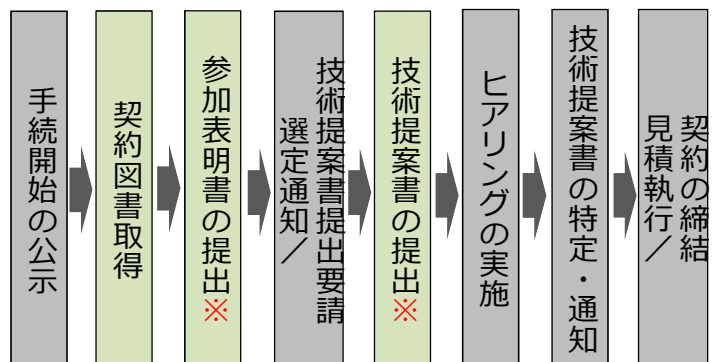 手続開始の公示
契約図書取得
参加表明書の提出※
技術提案書提出要請
選定通知／
技術提案書の提出※
ヒアリングの実施
技術提案書の特定・通知
契約の締結
見積執行／